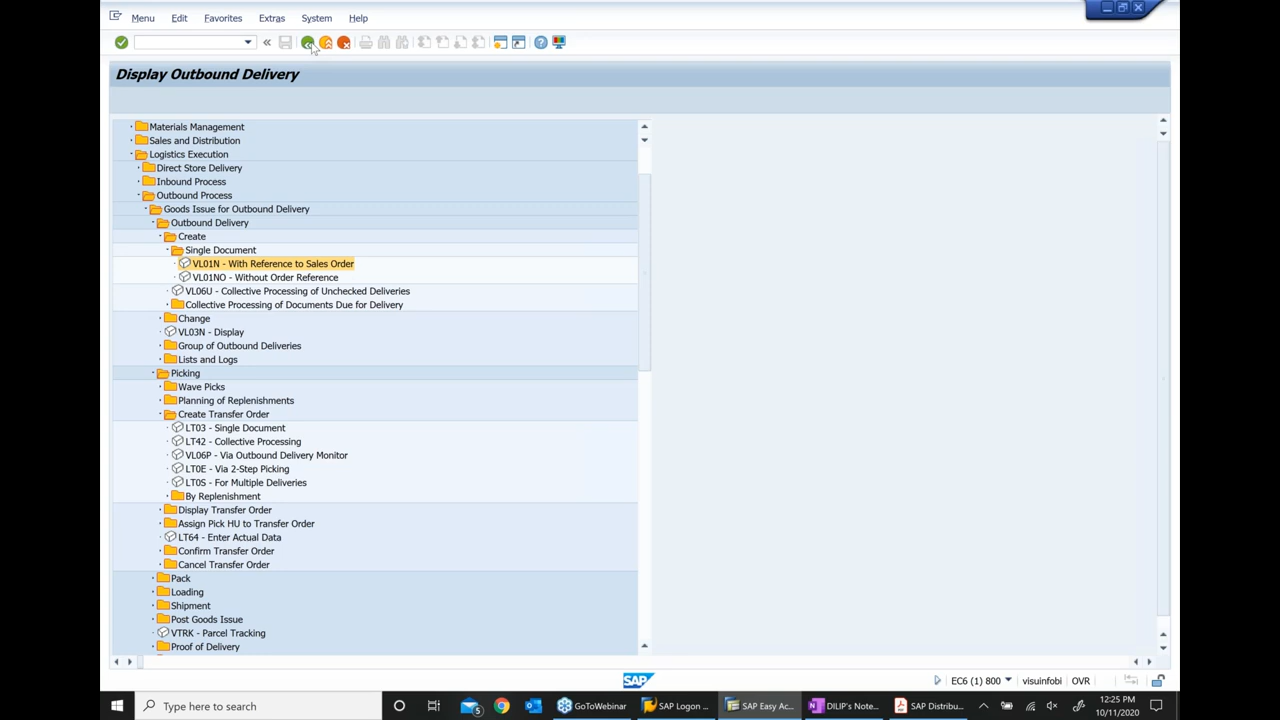 Menu Edit Favorites Extras System Help
Display Outbound Delivery
Materials Management
Sales and Distribution
Logistics Execution
Direct Store Delivery
Inbound Process
Outbound Process
Goods Issue for Outbound Delivery
Outbound Delivery
Create
Single Document
VL01N - With Reference to Sales Order
VL01NO - Without Order Reference
VL06U - Collective Processing of Unchecked Deliveries
Collective Processing of Documents Due for Delivery
Change
VL03N - Display
Group of Outbound Deliveries
Lists and Logs
Picking
Wave Picks
Planning of Replenishments
Create Transfer Order
LT03 - Single Document
LT42 - Collective Processing
VL06P - Via Outbound Delivery Monitor
LT0E - Via 2-Step Picking
LT0S - For Multiple Deliveries
By Replenishment
Display Transfer Order
Assign Pick HU to Transfer Order
LT64 - Enter Actual Data
Confirm Transfer Order
Cancel Transfer Order
Pack
Loading
Shipment
Post Goods Issue
VTRK - Parcel Tracking
Proof of Delivery
SAP EC6 (1) 800 visuinfobi OVR
Type here to search 5 GoToWebinar SAP Logon ... SAP Easy Ac... DILIP's Note... SAP Distribu... 12:25 PM
10/11/2020